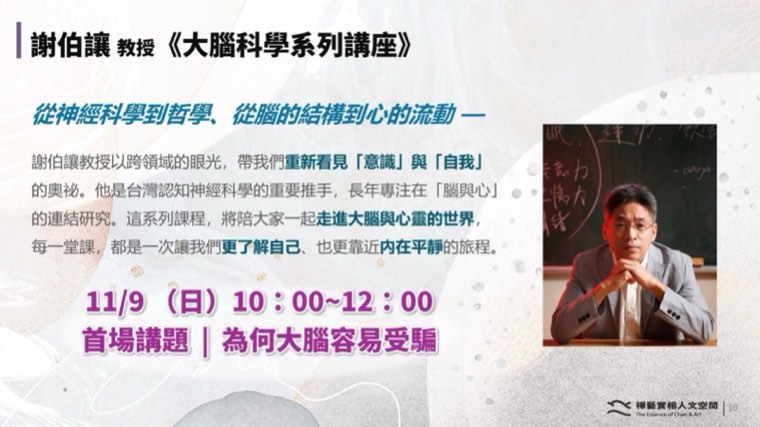 謝伯讓 教授《大腦科學系列講座》
從神經科學到哲學、從腦的結構到心的流動 —
謝伯讓教授以跨領域的眼光，帶我們重新看見「意識」與「自我」
的奧祕。他是台灣認知神經科學的重要推手，長年專注在「腦與心」
的連結研究。這系列課程，將陪大家一起走進大腦與心靈的世界，
每一堂課，都是一次讓我們更了解自己、也更靠近內在平靜的旅程。
11/9 （日）10：00~12：00
首場講題 | 為何大腦容易受騙
禪藝實相人文空間
The Essence of Chan & Art
10